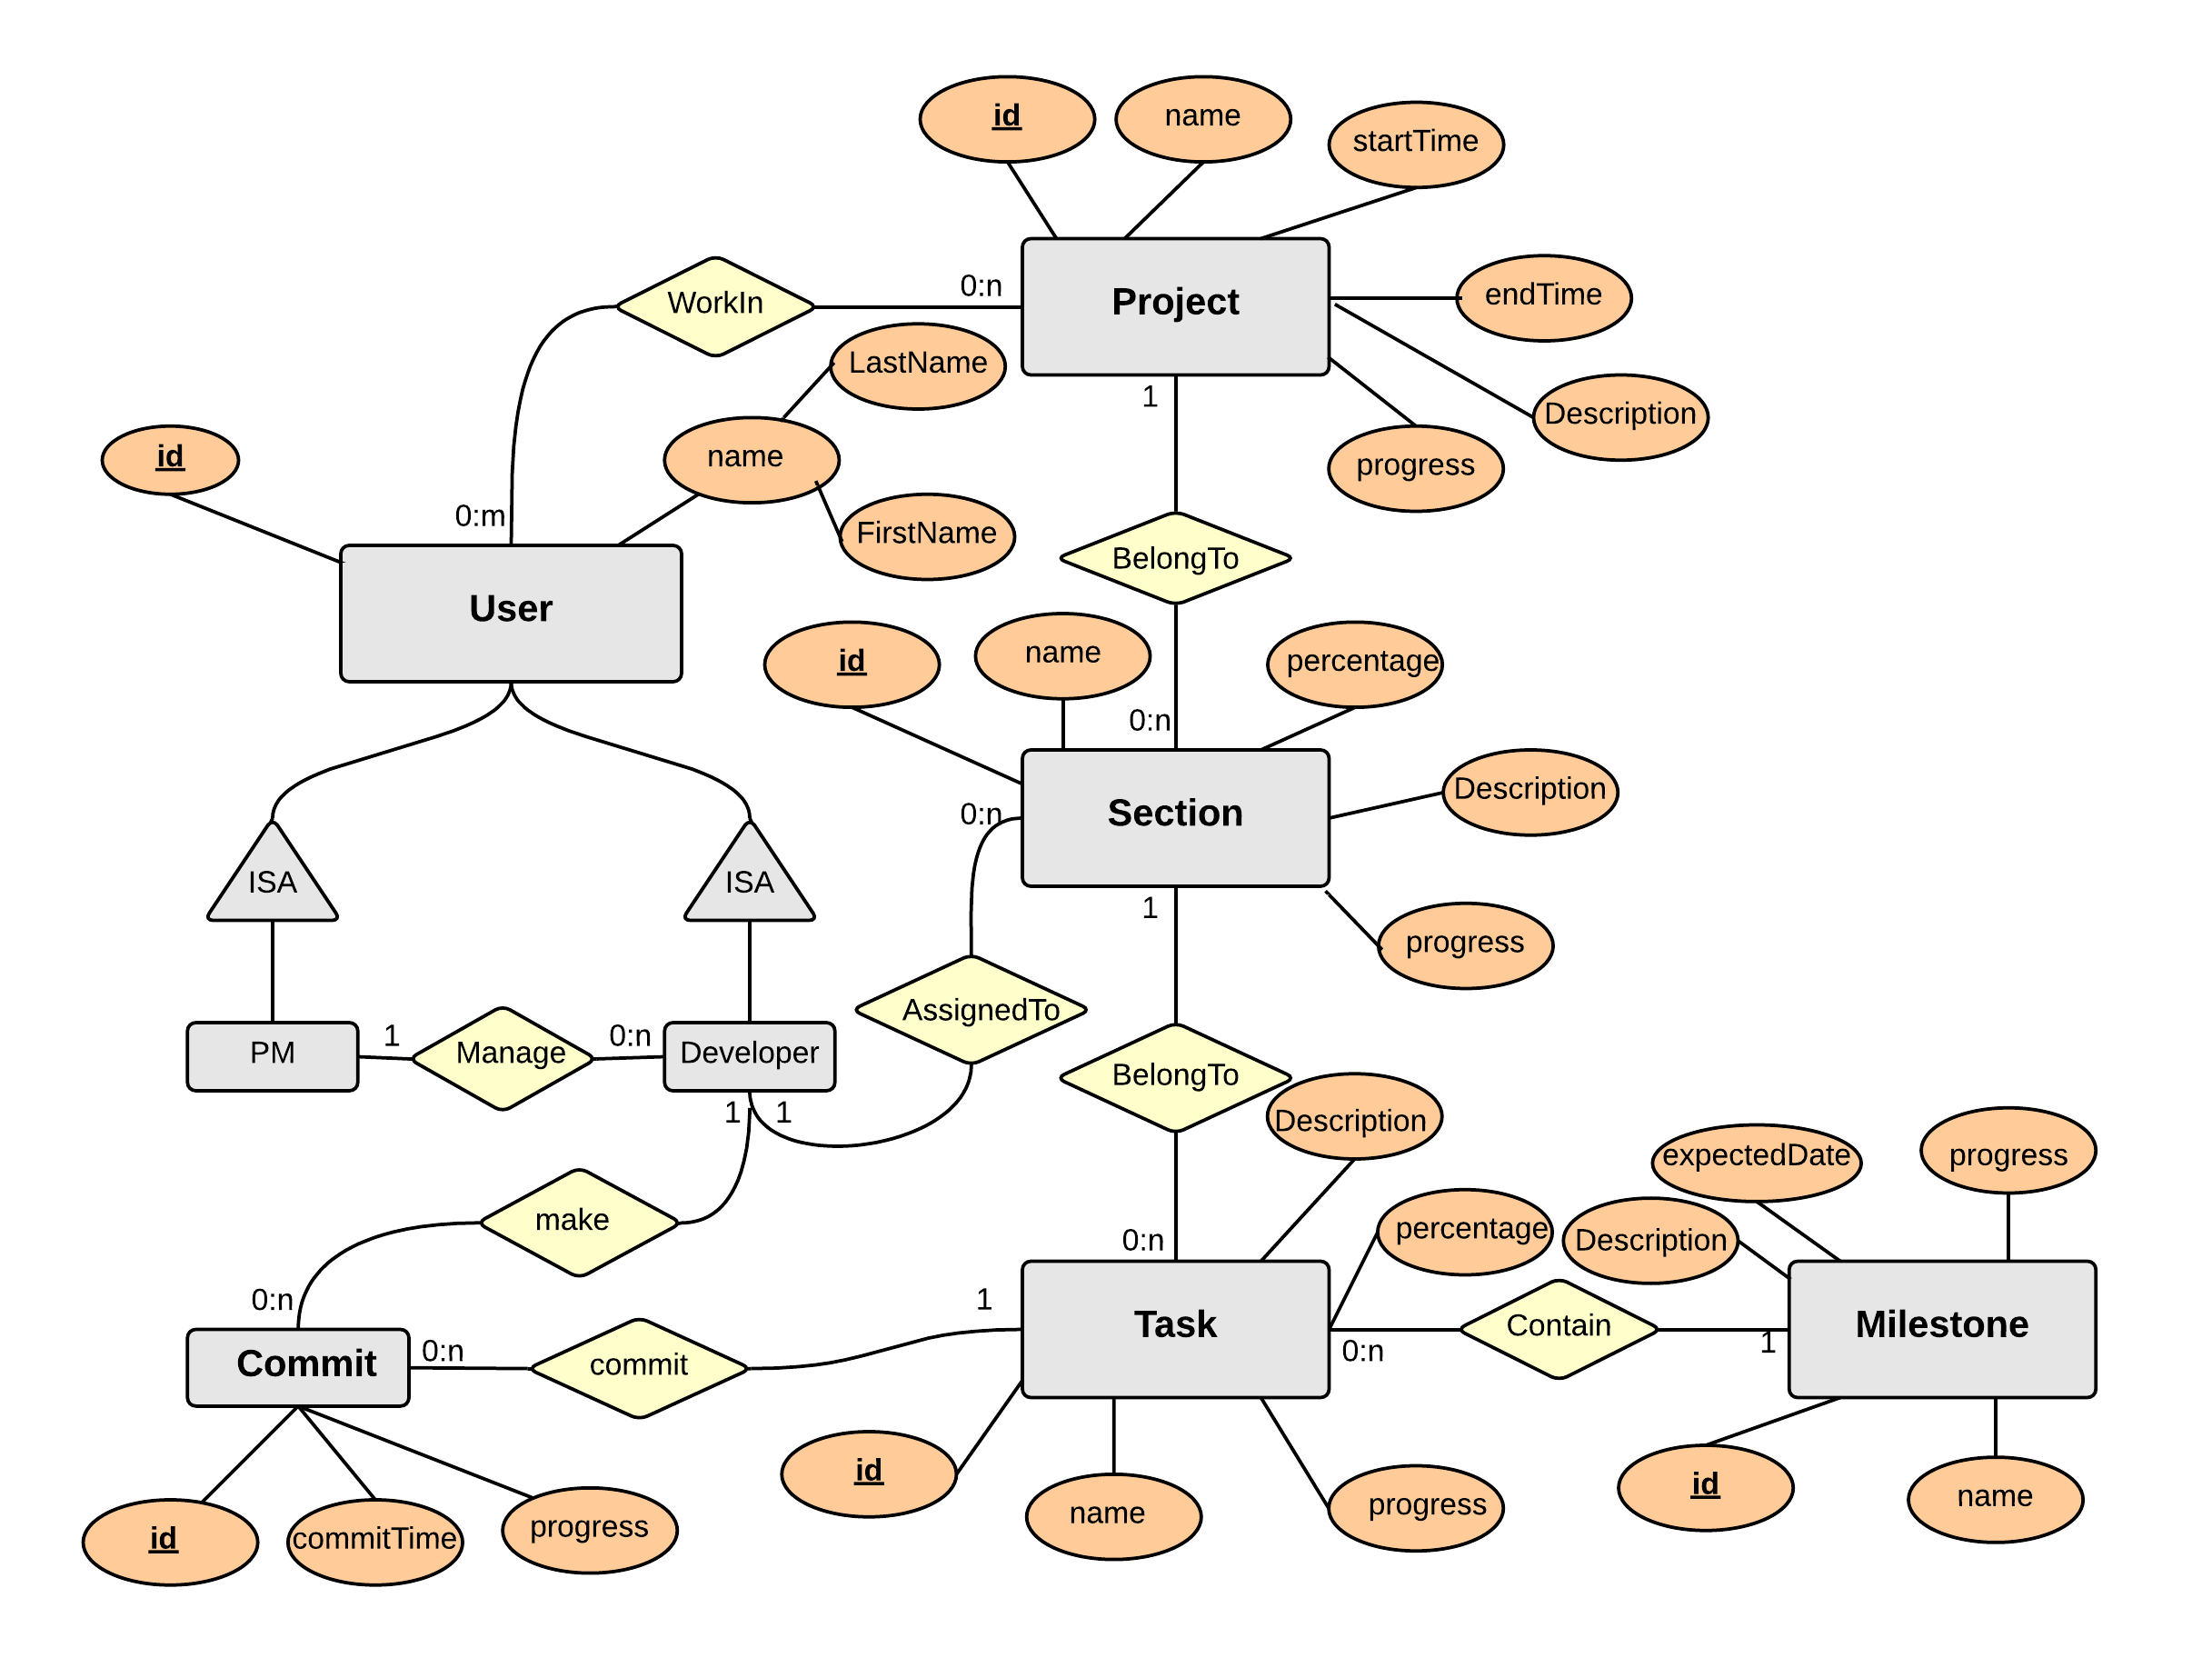 id
name
startTime
WorkIn
0:n
Project
endTime
LastName
1
Description
name
progress
id
0:m
FirstName
BelongTo
User
id
name
percentage
0:n
Description
0:n
Section
ISA
ISA
1
progress
AssignedTo
PM
1
Manage
0:n
Developer
BelongTo
1
1
Description
expectedDate
progress
make
0:n
percentage
Description
0:n
1
Task
Contain
Milestone
0:n
1
Commit
0:n
commit
id
name
progress
id
name
id
commitTime
progress